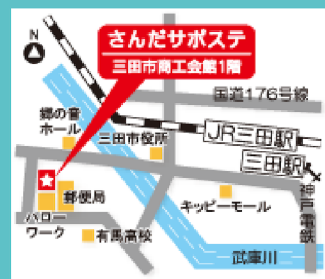 N
さんだサポステ
三田市商工会館1階
国道176号線
郷の音
ホール
三田市役所
JR三田駅
三田駅
神戸電鉄
郵便局
ハロー
ワーク
キッピーモール
有馬高校
武庫川